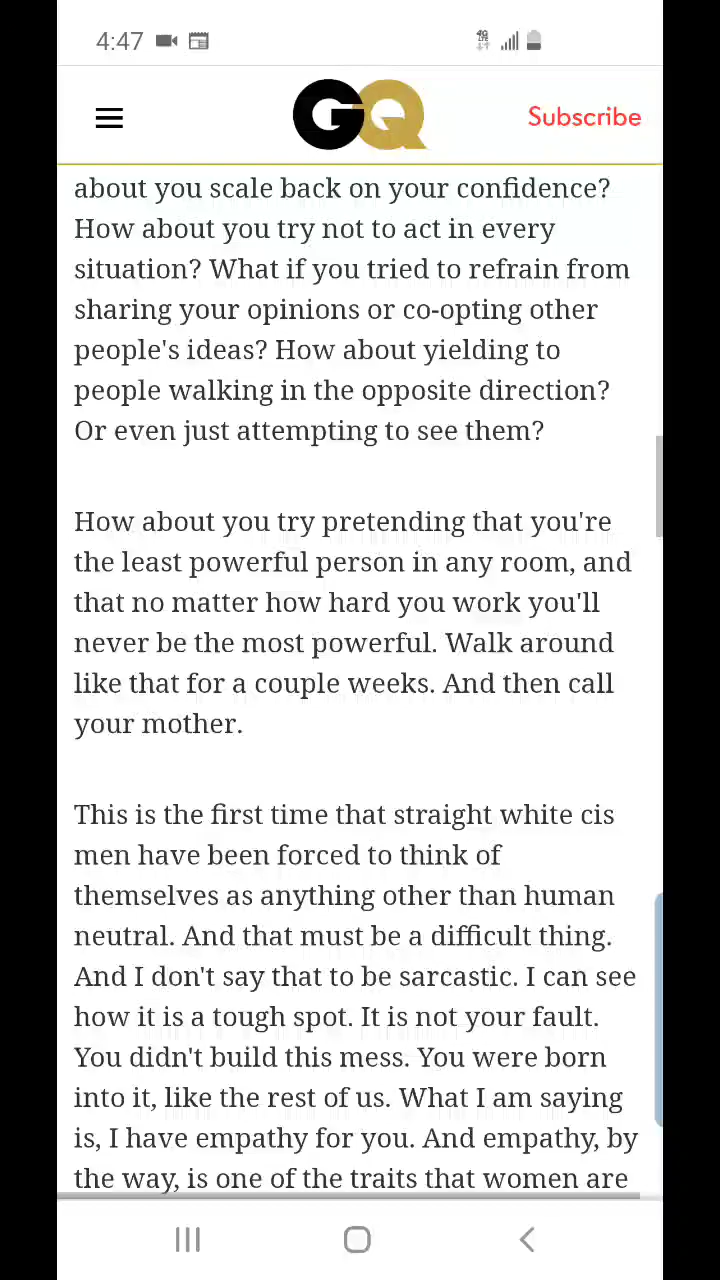 4:47
GQ
Subscribe
about you scale back on your confidence?
How about you try not to act in every
situation? What if you tried to refrain from
sharing your opinions or co-opting other
people's ideas? How about yielding to
people walking in the opposite direction?
Or even just attempting to see them?
How about you try pretending that you're
the least powerful person in any room, and
that no matter how hard you work you'll
never be the most powerful. Walk around
like that for a couple weeks. And then call
your mother.
This is the first time that straight white cis
men have been forced to think of
themselves as anything other than human
neutral. And that must be a difficult thing.
And I don't say that to be sarcastic. I can see
how it is a tough spot. It is not your fault.
You didn't build this mess. You were born
into it, like the rest of us. What I am saying
is, I have empathy for you. And empathy, by
the way, is one of the traits that women are